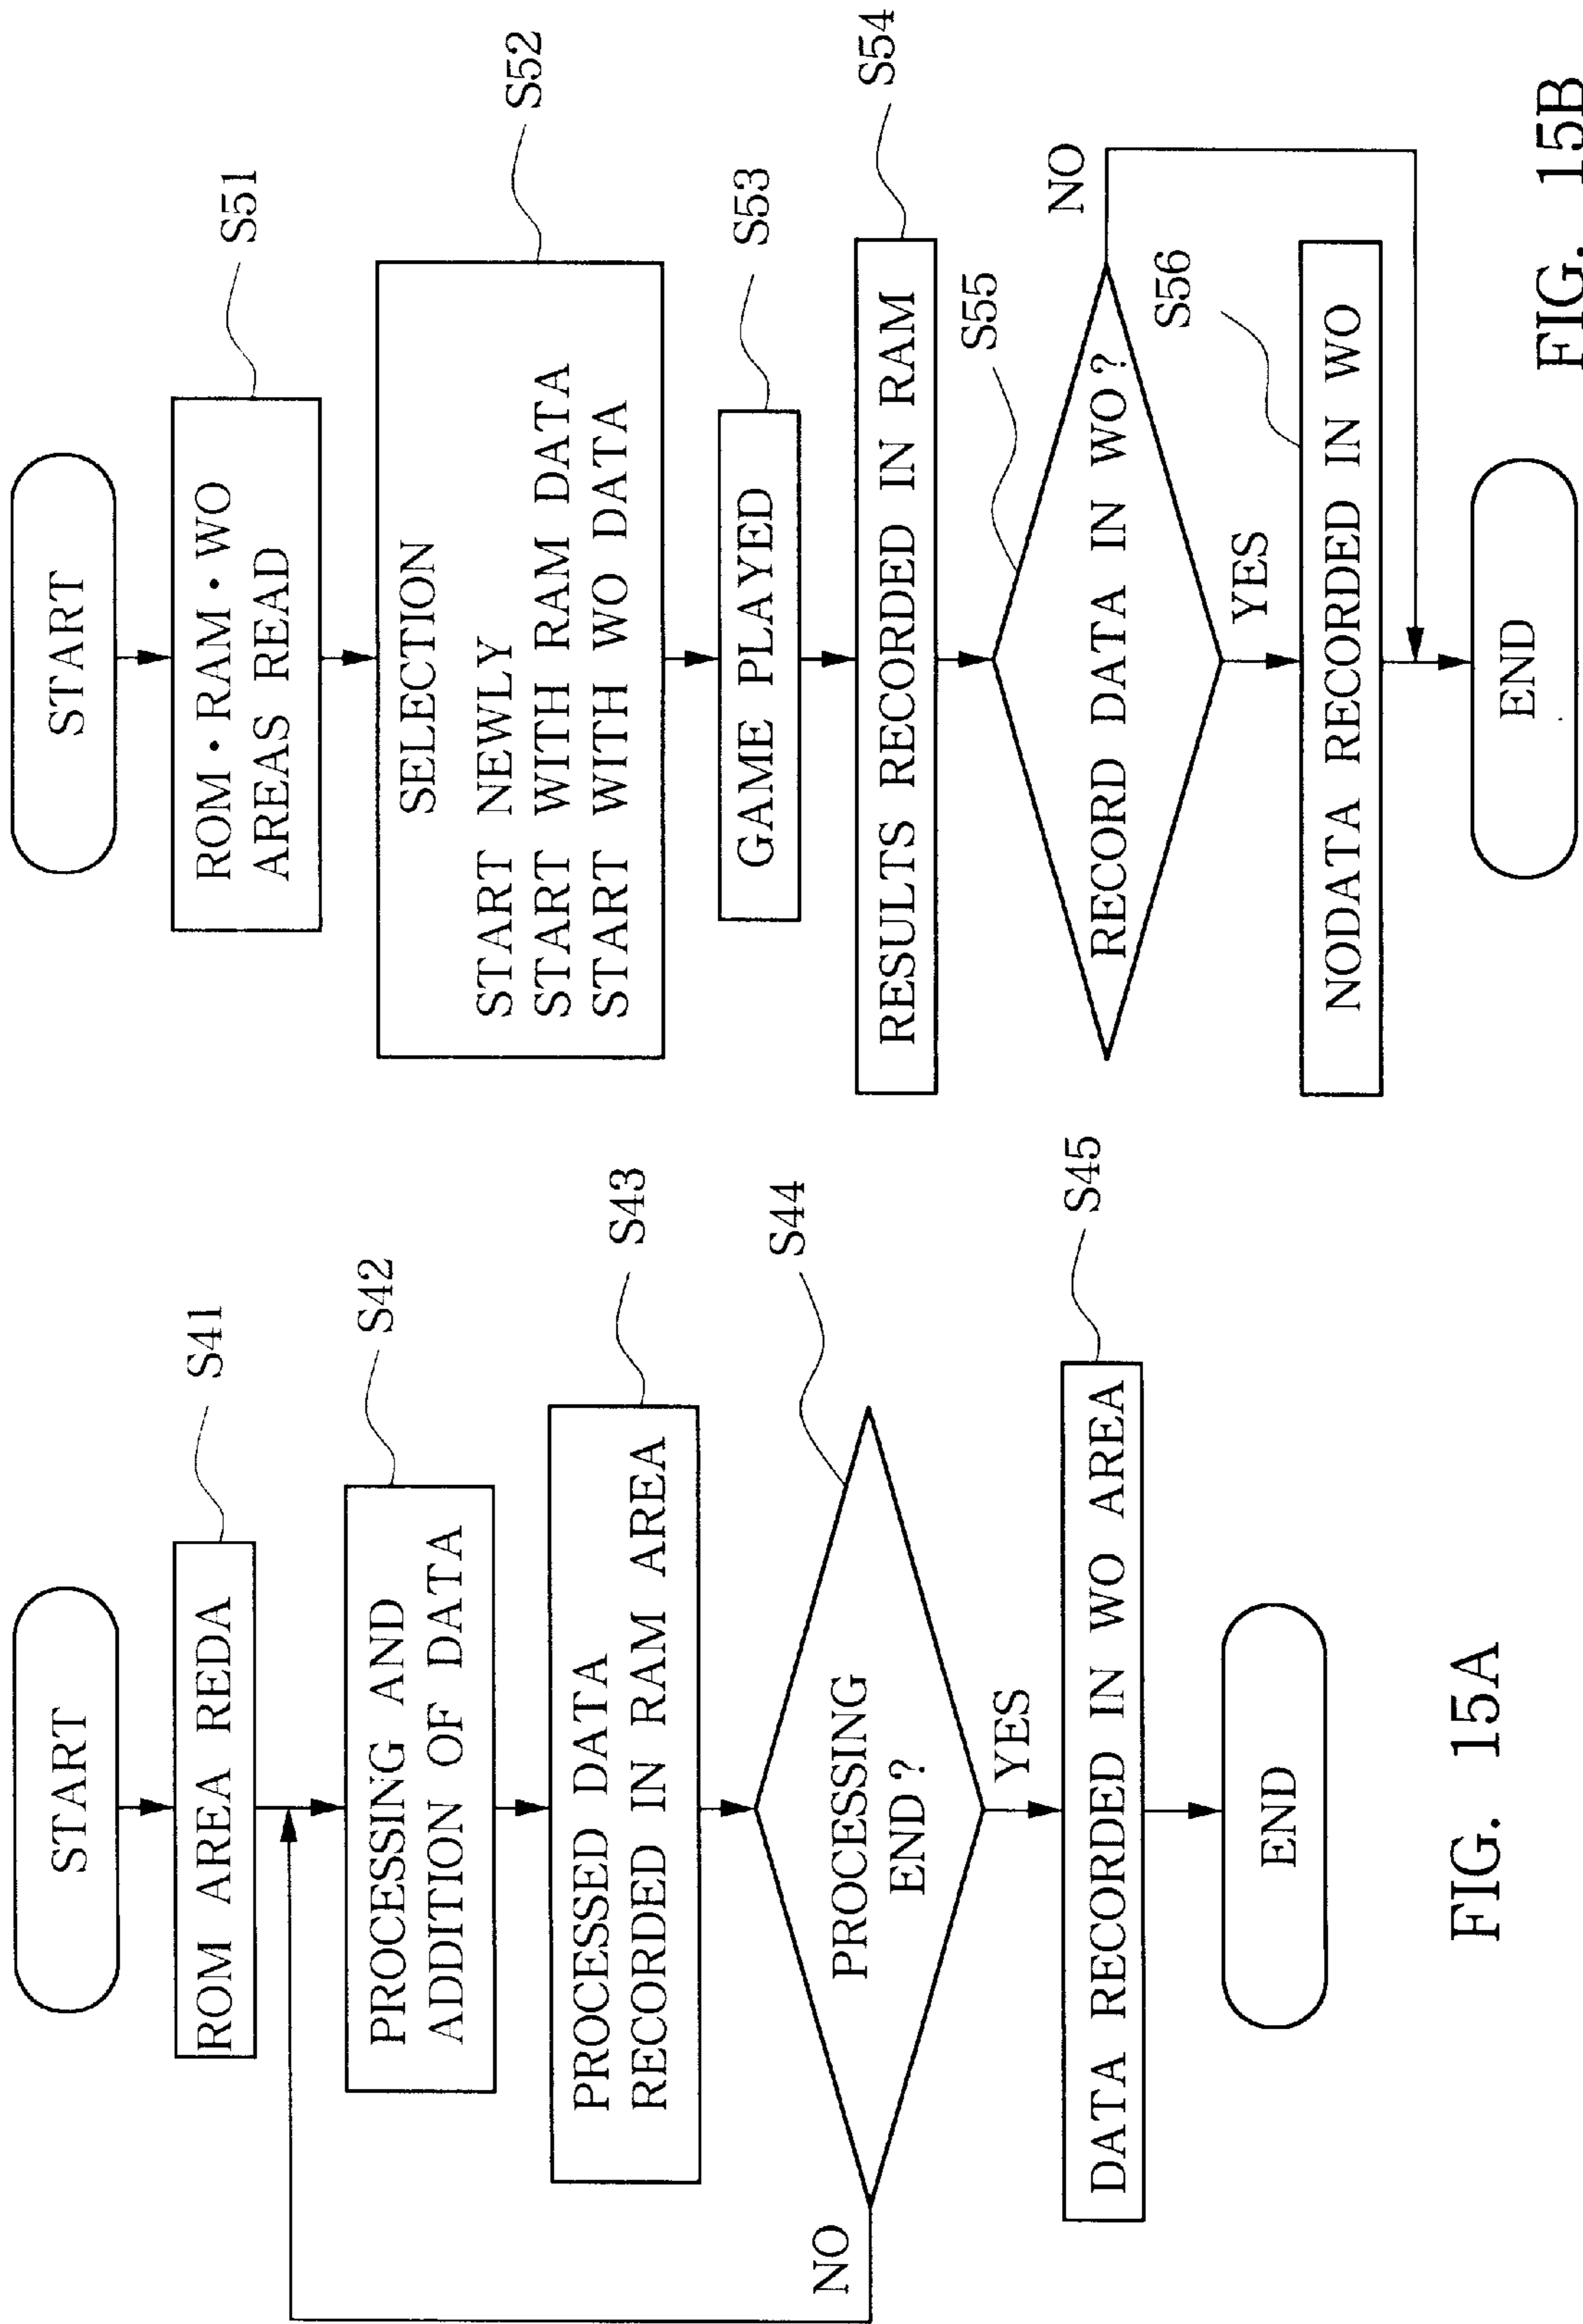 START
ROM AREA REDA
S41
PROCESSING AND
ADDITION OF DATA
S42
PROCESSED DATA
RECORDED IN RAM AREA
S43
PROCESSING
END?
S44
NO
YES
DATA RECORDED IN WO AREA
S45
END
FIG. 15A
START
ROM・RAM・WO
AREAS READ
S51
SELECTION
START NEWLY
START WITH RAM DATA
START WITH WO DATA
S52
GAME PLAYED
S53
RESULTS RECORDED IN RAM
S54
RECORD DATA IN WO?
S55
NO
YES
NODATA RECORDED IN WO
S56
END
FIG. 15B